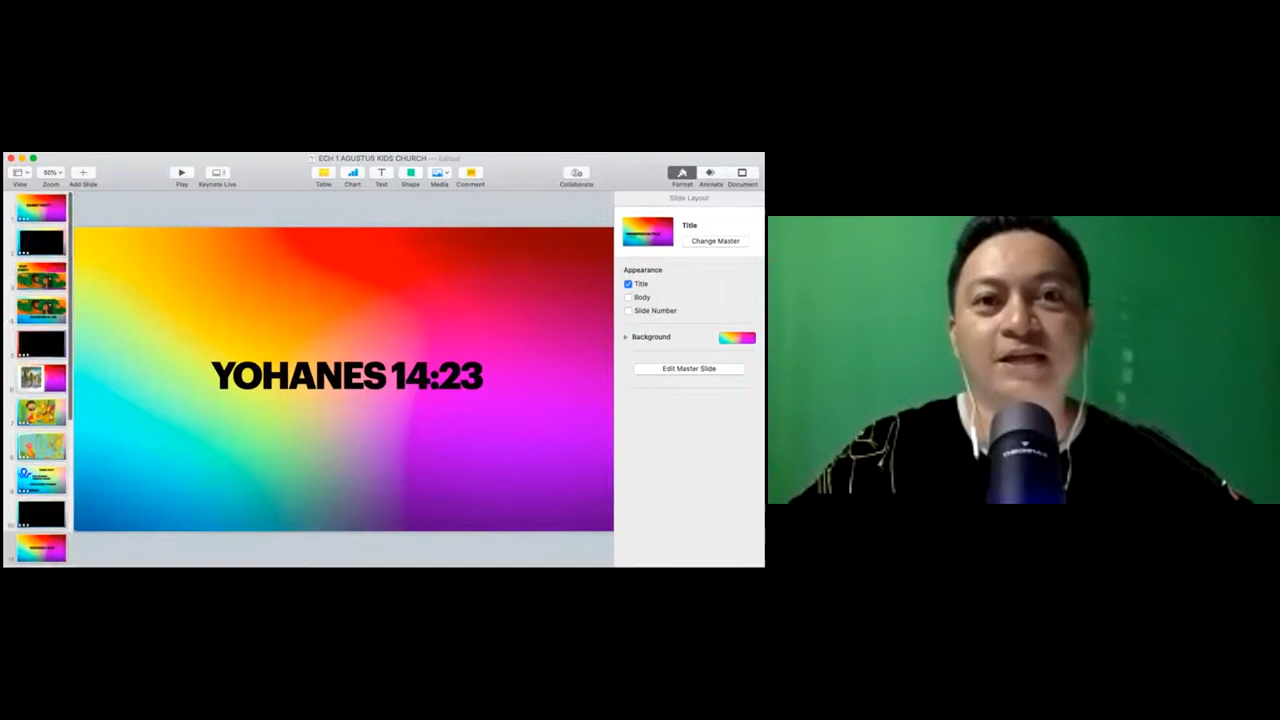 ECH 1 AGUSTUS KIDS CHURCH — Edited
50%
View Zoom Add Slide Play Keynote Live Table Chart Text Shape Media Comment Collaborate Format Animate Document
Slide Layout
Title
Change Master
Appearance
Title
Body
Slide Number
Background
Edit Master Slide
YOHANES 14:23